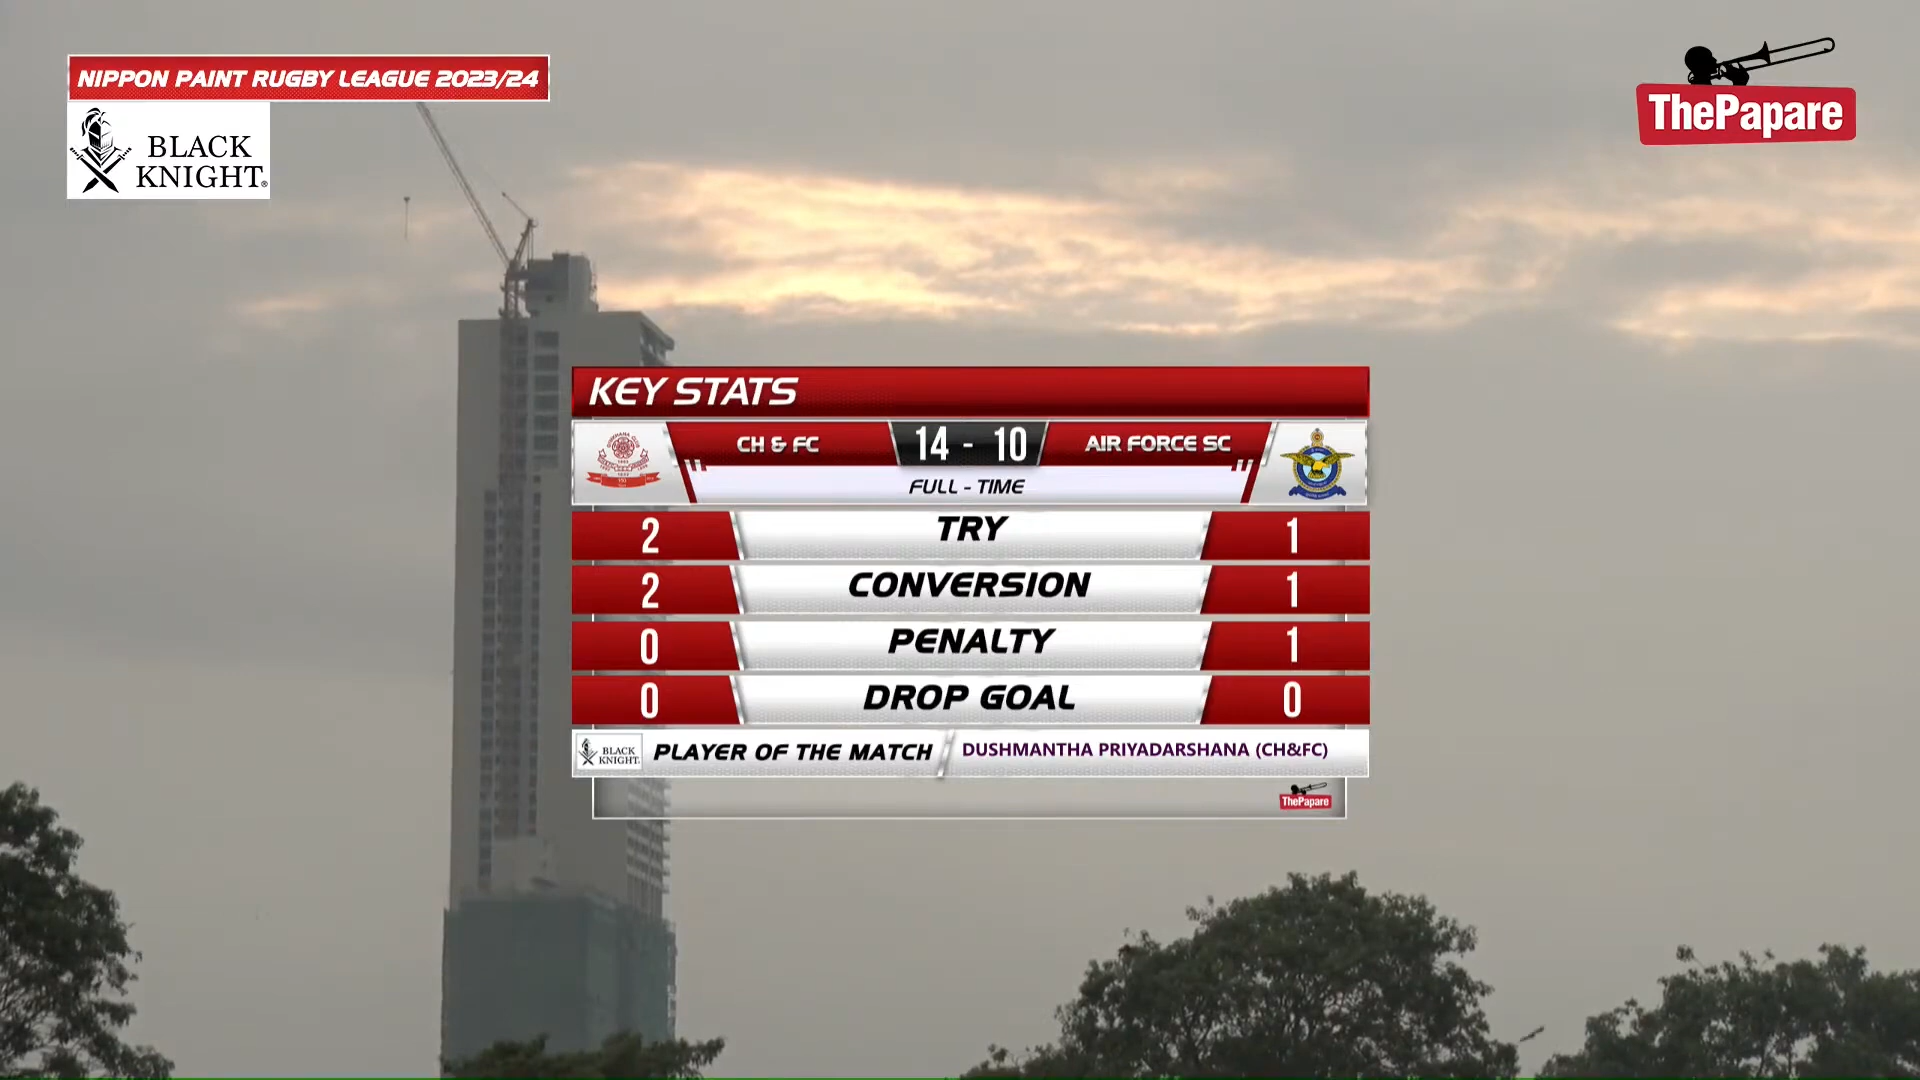 NIPPON PAINT RUGBY LEAGUE 2023/24
BLACK
KNIGHT®
ThePapare
KEY STATS
CH & FC 14 - 10 AIR FORCE SC
FULL - TIME
2 TRY 1
2 CONVERSION 1
0 PENALTY 1
0 DROP GOAL 0
BLACK
KNIGHT
PLAYER OF THE MATCH DUSHMANTHA PRIYADARSHANA (CH&FC)
ThePapare